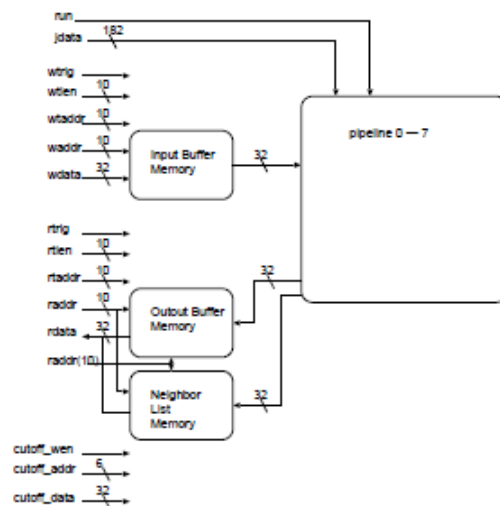 run
jdata
182
wtrig
wtlen
10
wtaddr
10
waddr
10
wdata
32
Input Buffer
Memory
32
pipeline 0 — 7
rtrig
rtlen
10
rtaddr
10
raddr
10
rdata
32
Outout Buffer
Memory
32
raddr(10)
Neighbor
List
Memory
32
cutoff_wen
cutoff_addr
6
cutoff_data
32